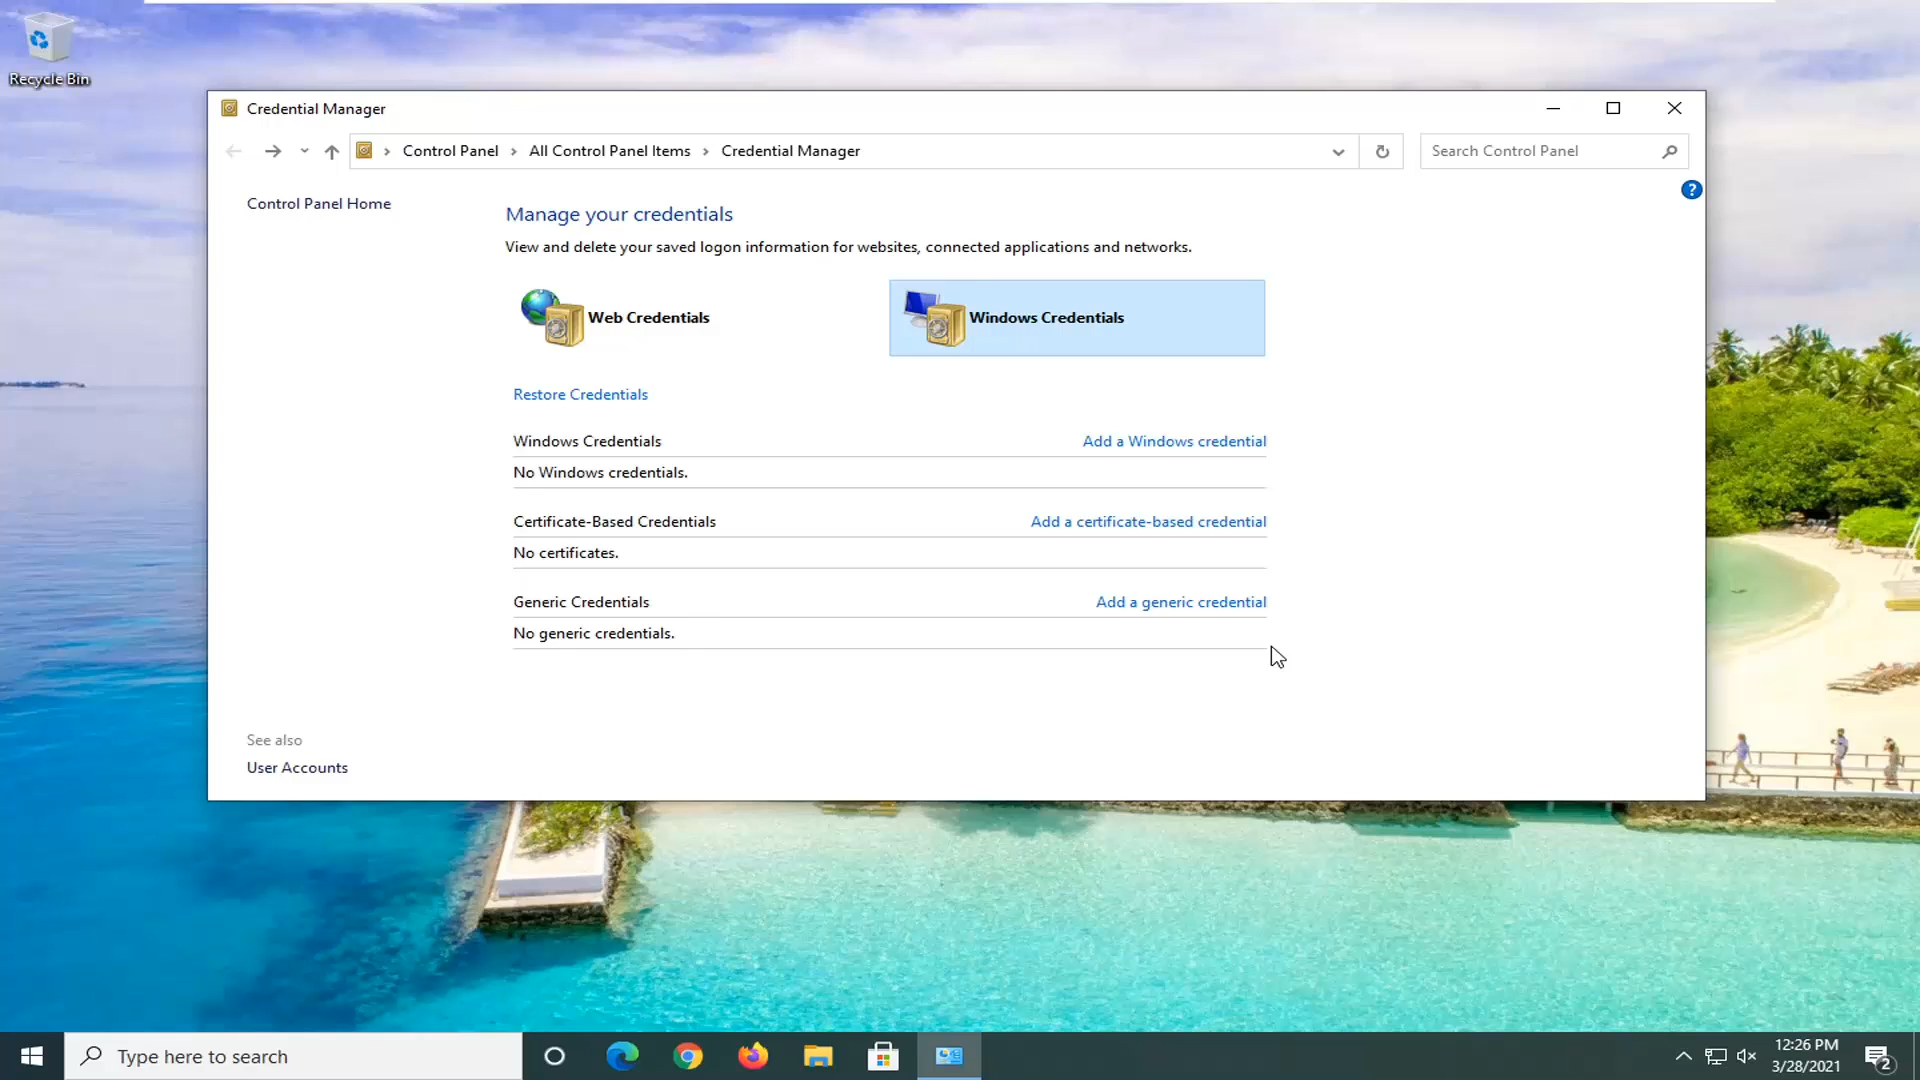 Recycle Bin
Credential Manager
Control Panel > All Control Panel Items > Credential Manager
Search Control Panel
?
Control Panel Home
Manage your credentials
View and delete your saved logon information for websites, connected applications and networks.
Web Credentials
Windows Credentials
Restore Credentials
Windows Credentials Add a Windows credential
No Windows credentials.
Certificate-Based Credentials Add a certificate-based credential
No certificates.
Generic Credentials Add a generic credential
No generic credentials.
See also
User Accounts
Type here to search
12:26 PM
3/28/2021
2